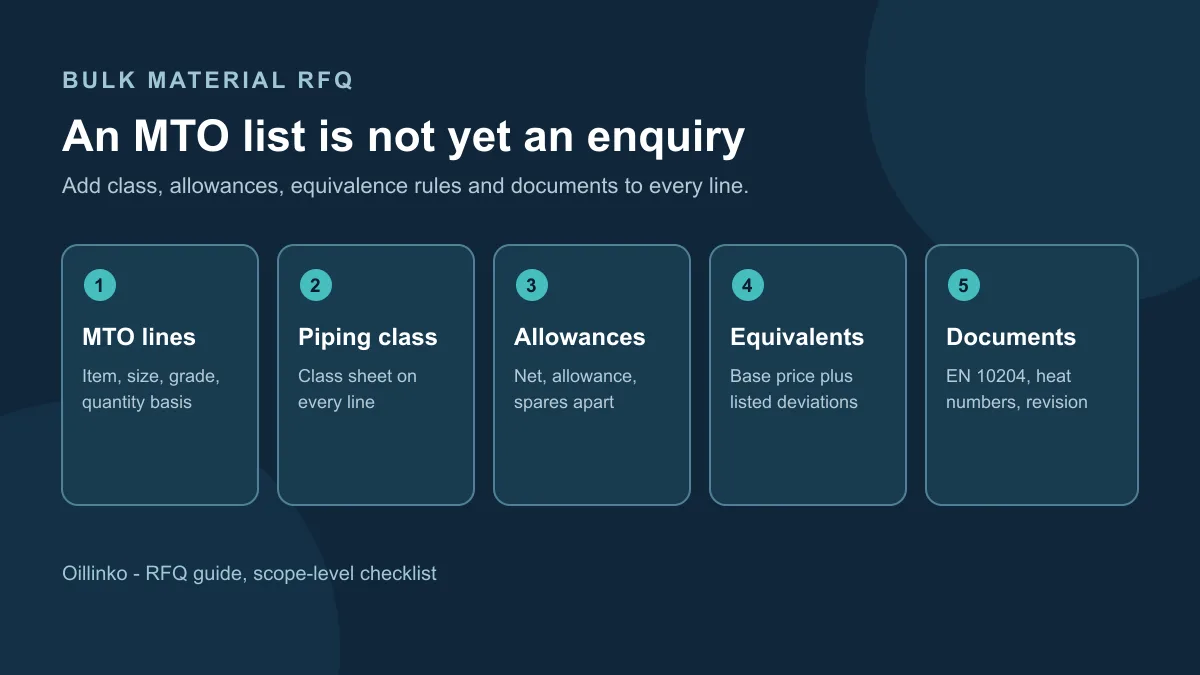 BULK MATERIAL RFQ
An MTO list is not yet an enquiry
Add class, allowances, equivalence rules and documents to every line.
1
MTO lines
Item, size, grade,
quantity basis
2
Piping class
Class sheet on
every line
3
Allowances
Net, allowance,
spares apart
4
Equivalents
Base price plus
listed deviations
5
Documents
EN 10204, heat
numbers, revision
Oillinko - RFQ guide, scope-level checklist